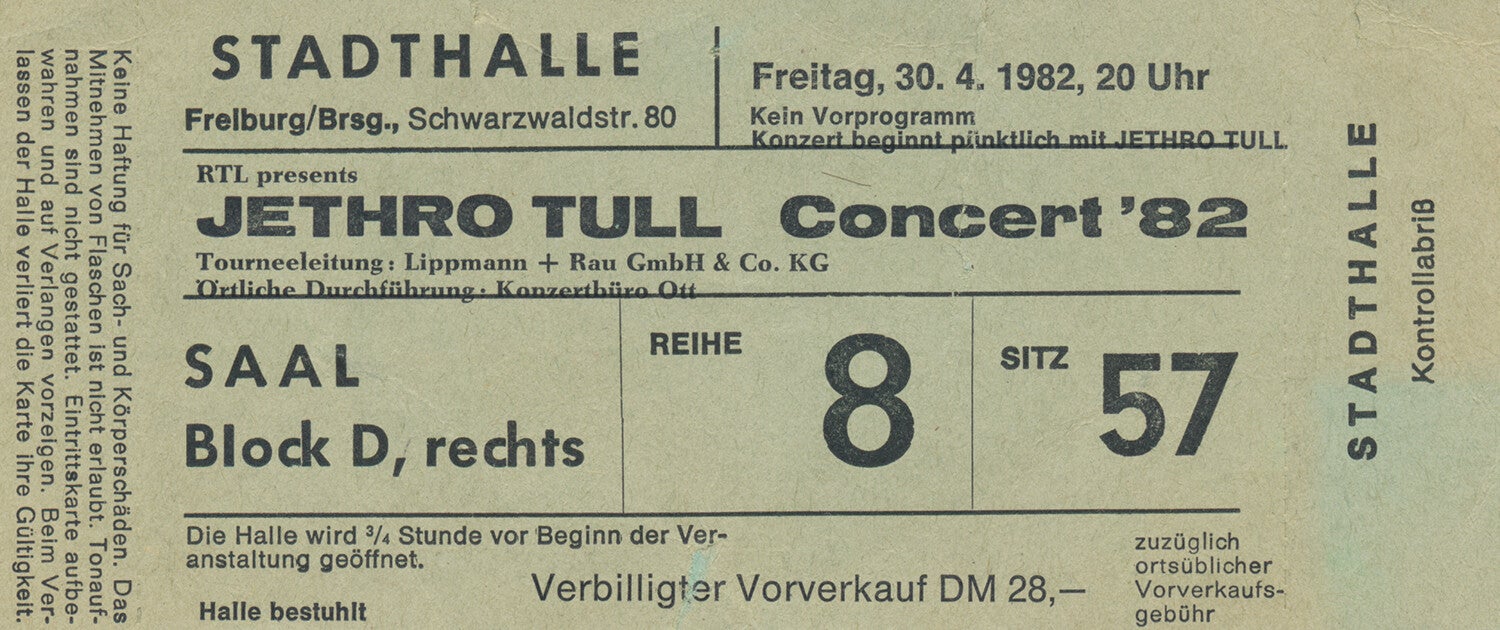 Keine Haftung für Sach- und Körperschäden. Das
Mitnehmen von Flaschen ist nicht erlaubt. Tonauf-
nahmen sind nicht gestattet. Eintrittskarte aufbe-
wahren und auf Verlangen vorzeigen. Beim Ver-
lassen der Halle verliert die Karte ihre Gültigkeit.
STADTHALLE
Freiburg/Brsg., Schwarzwaldstr. 80
Freitag, 30. 4. 1982, 20 Uhr
Kein Vorprogramm
Konzert beginnt pünktlich mit JETHRO TULL
RTL presents
JETHRO TULL Concert '82
Tourneeleitung: Lippmann + Rau GmbH & Co. KG
Örtliche Durchführung: Konzertbüro Ott
SAAL
Block D, rechts
REIHE 8
SITZ 57
Die Halle wird ¾ Stunde vor Beginn der Ver-
anstaltung geöffnet.
Halle bestuhlt
Verbilligter Vorverkauf DM 28,—
zuzüglich
ortsüblicher
Vorverkaufs-
gebühr
STADTHALLE
Kontrollabriß